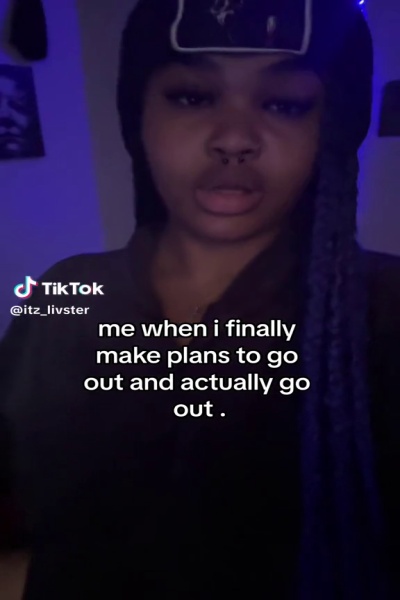 TikTok
@itz_livster
me when i finally
make plans to go
out and actually go
out .